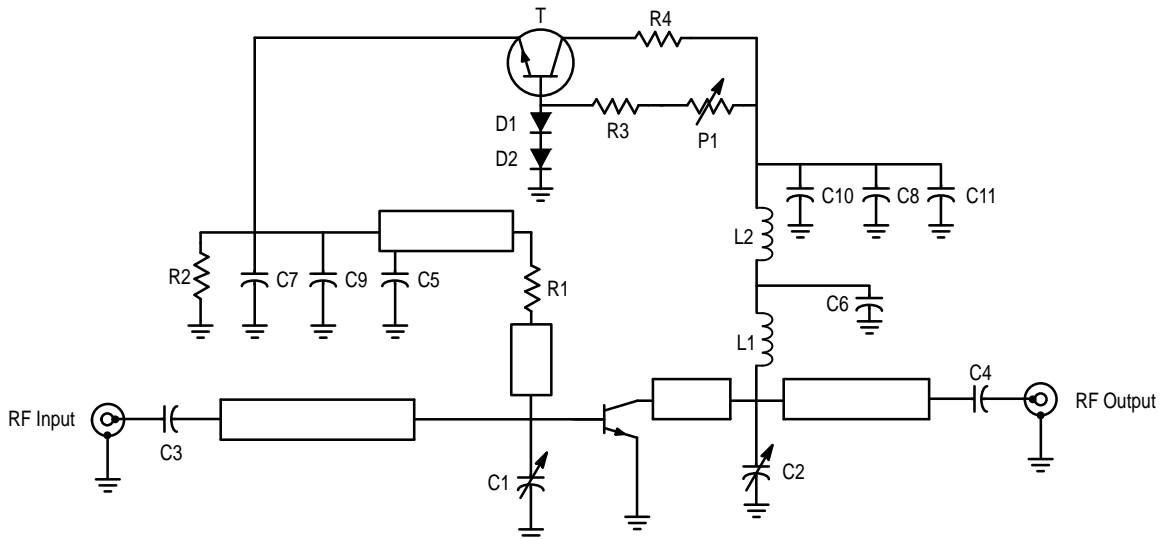 T
R4
D1
R3
P1
D2
C10
C8
C11
L2
R2
C7
C9
C5
R1
C6
L1
C4
RF Input
RF Output
C3
C1
C2